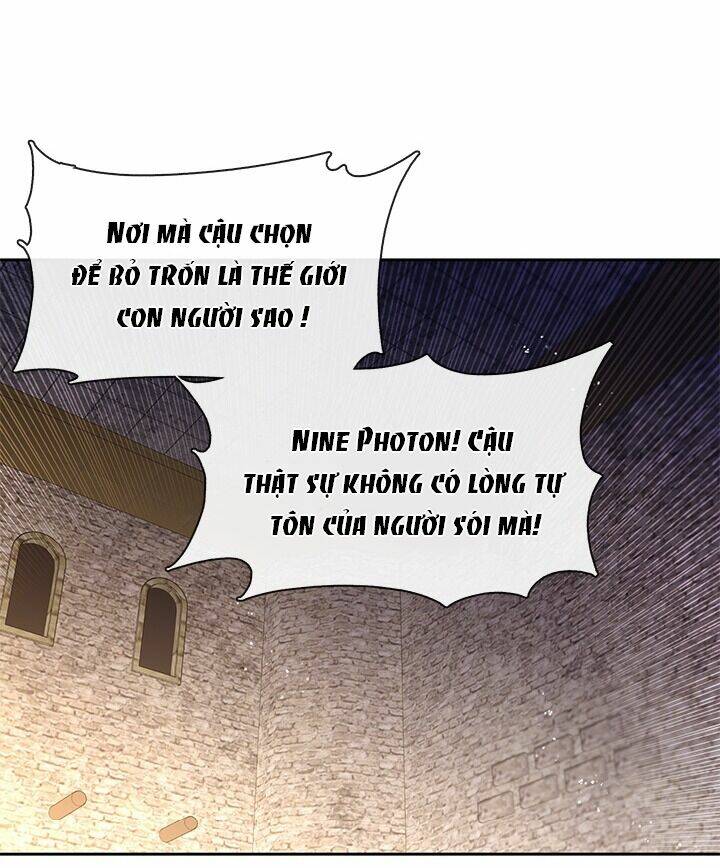 NƠI MÀ CẬU CHỌN
ĐỂ BỎ TRỐN LÀ THẾ GIỚI
CON NGƯỜI SAO !
NINE PHOTON! CẬU
THẬT SỰ KHÔNG CÓ LÒNG TỰ
TÔN CỦA NGƯỜI SÓI MÀ!